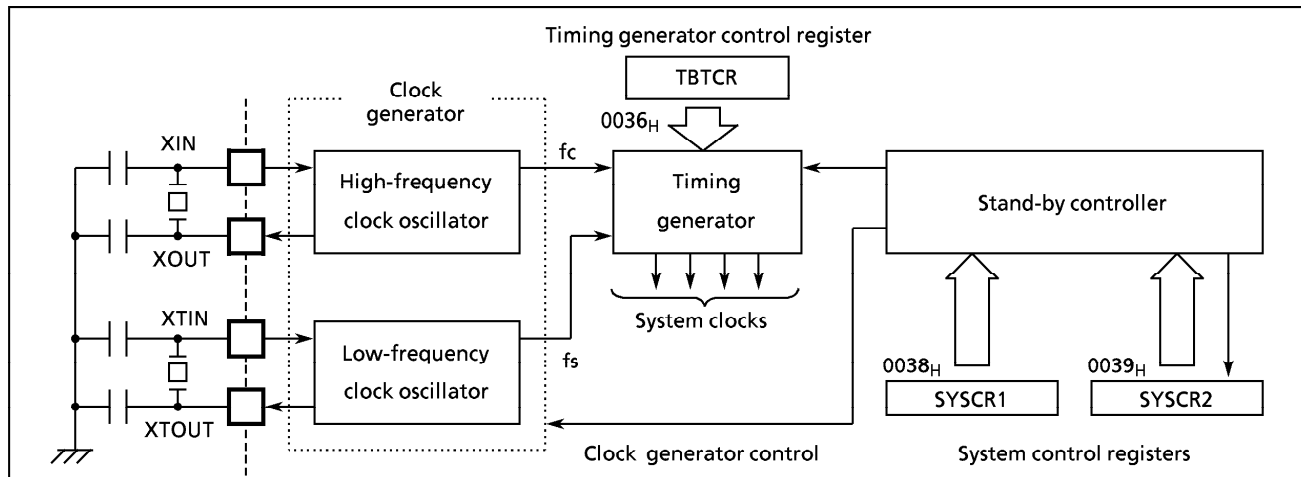 Timing generator control register
TBTCR
Clock
generator
0036H
XIN
fc
High-frequency
clock oscillator
Timing
generator
Stand-by controller
XOUT
XTIN
System clocks
Low-frequency
clock oscillator
fs
0038H
0039H
SYSCR1
SYSCR2
XTOUT
Clock generator control
System control registers